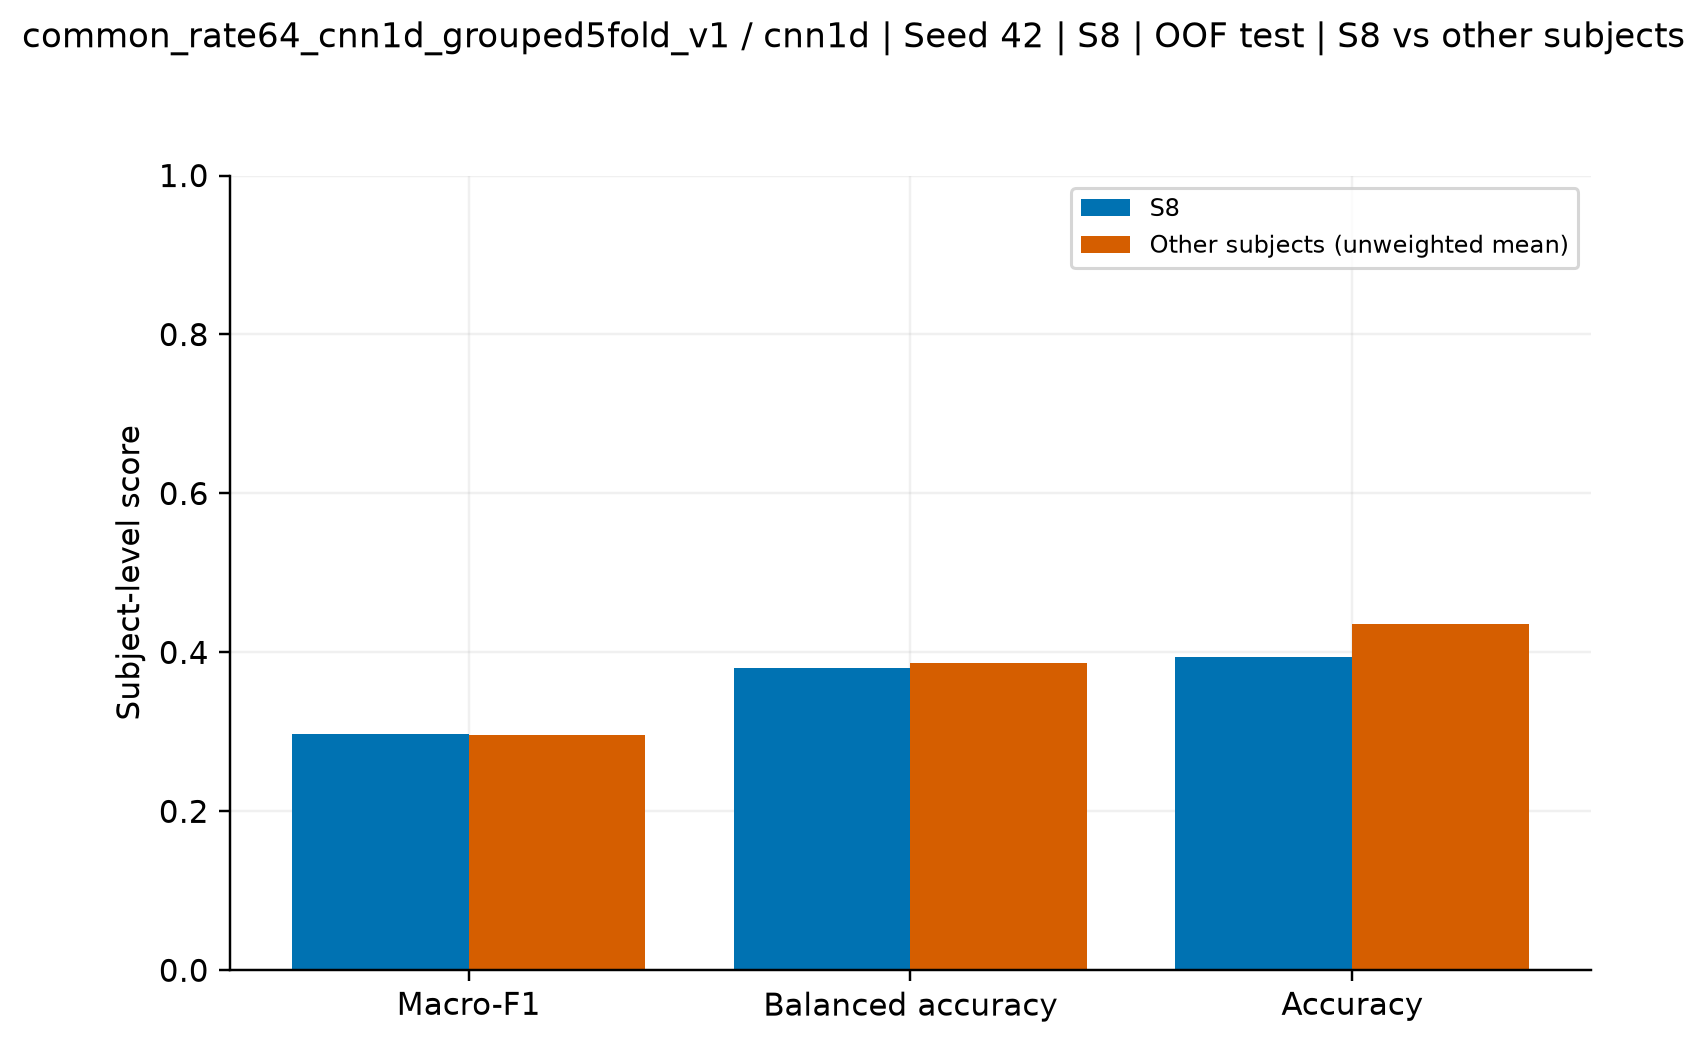 common_rate64_cnn1d_grouped5fold_v1 / cnn1d | Seed 42 | S8 | OOF test | S8 vs other subjects
1.0
0.8
0.6
0.4
0.2
0.0
Subject-level score
S8
Other subjects (unweighted mean)
Macro-F1
Balanced accuracy
Accuracy